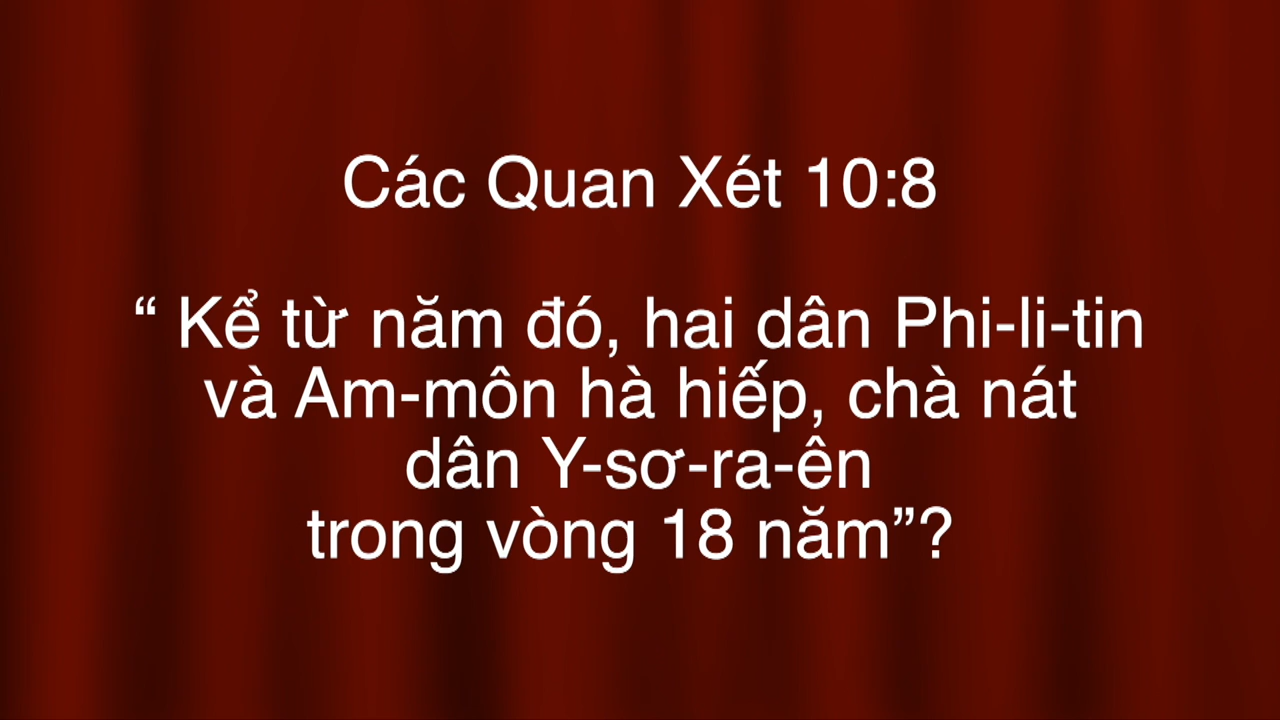 Các Quan Xét 10:8
“ Kể từ năm đó, hai dân Phi-li-tin
và Am-môn hà hiếp, chà nát
dân Y-sơ-ra-ên
trong vòng 18 năm”?